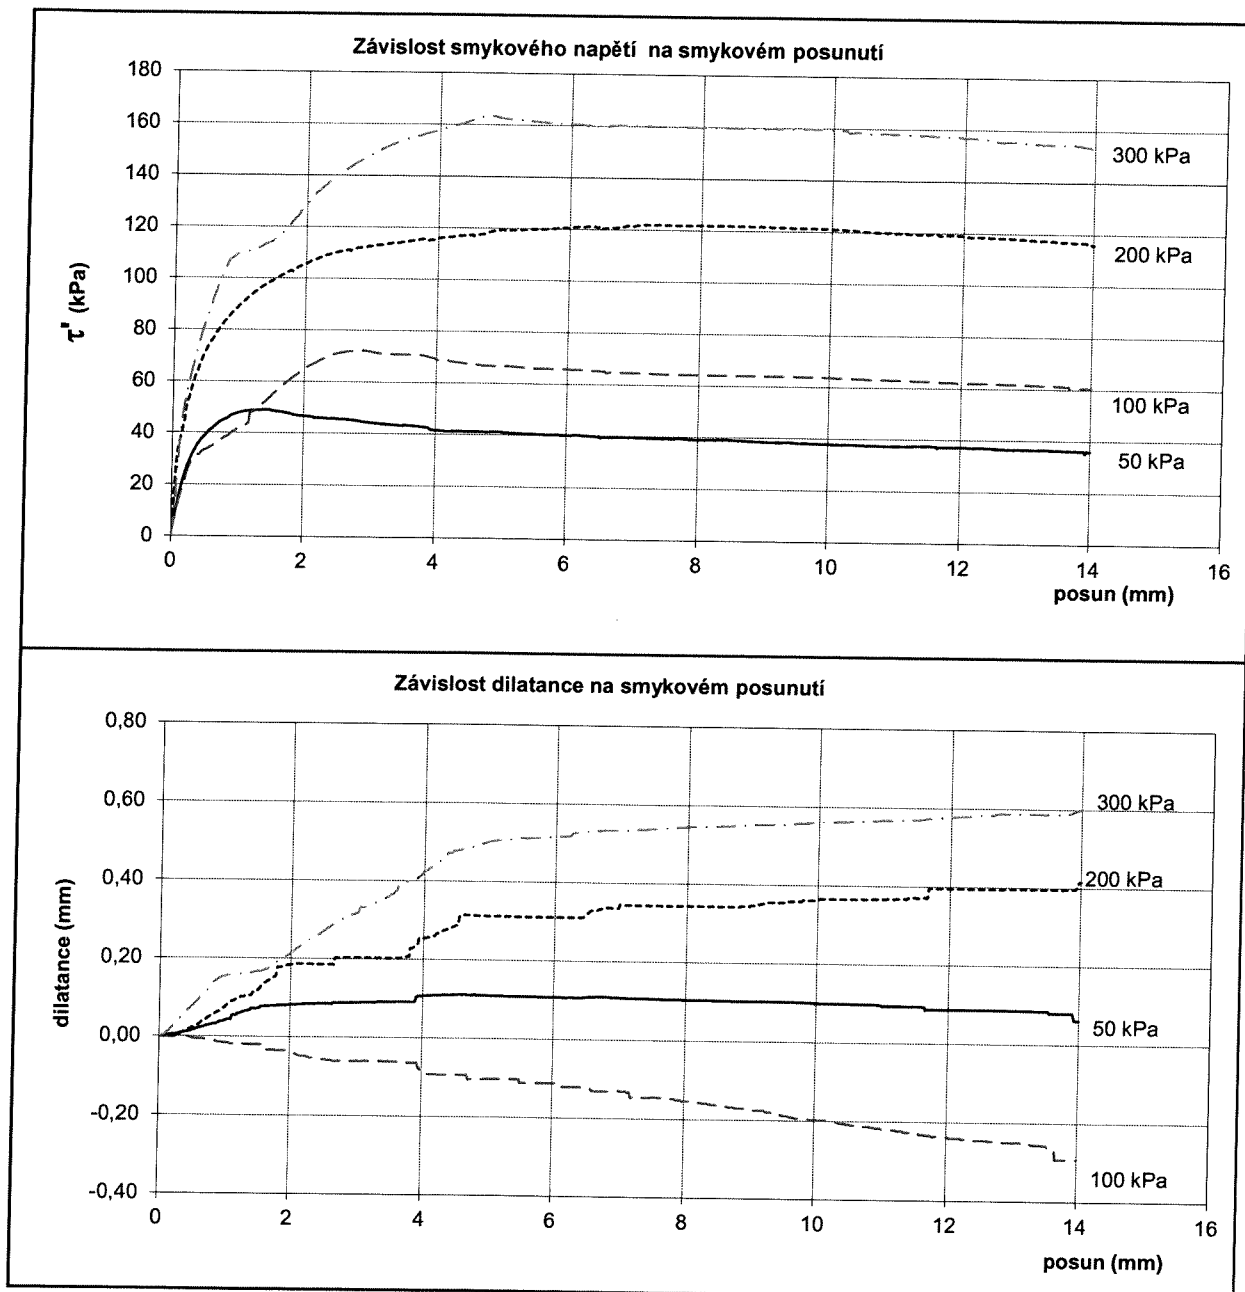 Závislost smykového napětí na smykovém posunutí
180
160
140
120
100
80
60
40
20
0
τ' (kPa)
300 kPa
200 kPa
100 kPa
50 kPa
0 2 4 6 8 10 12 14 16
posun (mm)
Závislost dilatance na smykovém posunutí
0,80
0,60
0,40
0,20
0,00
-0,20
-0,40
dilatance (mm)
300 kPa
200 kPa
50 kPa
100 kPa
0 2 4 6 8 10 12 14 16
posun (mm)